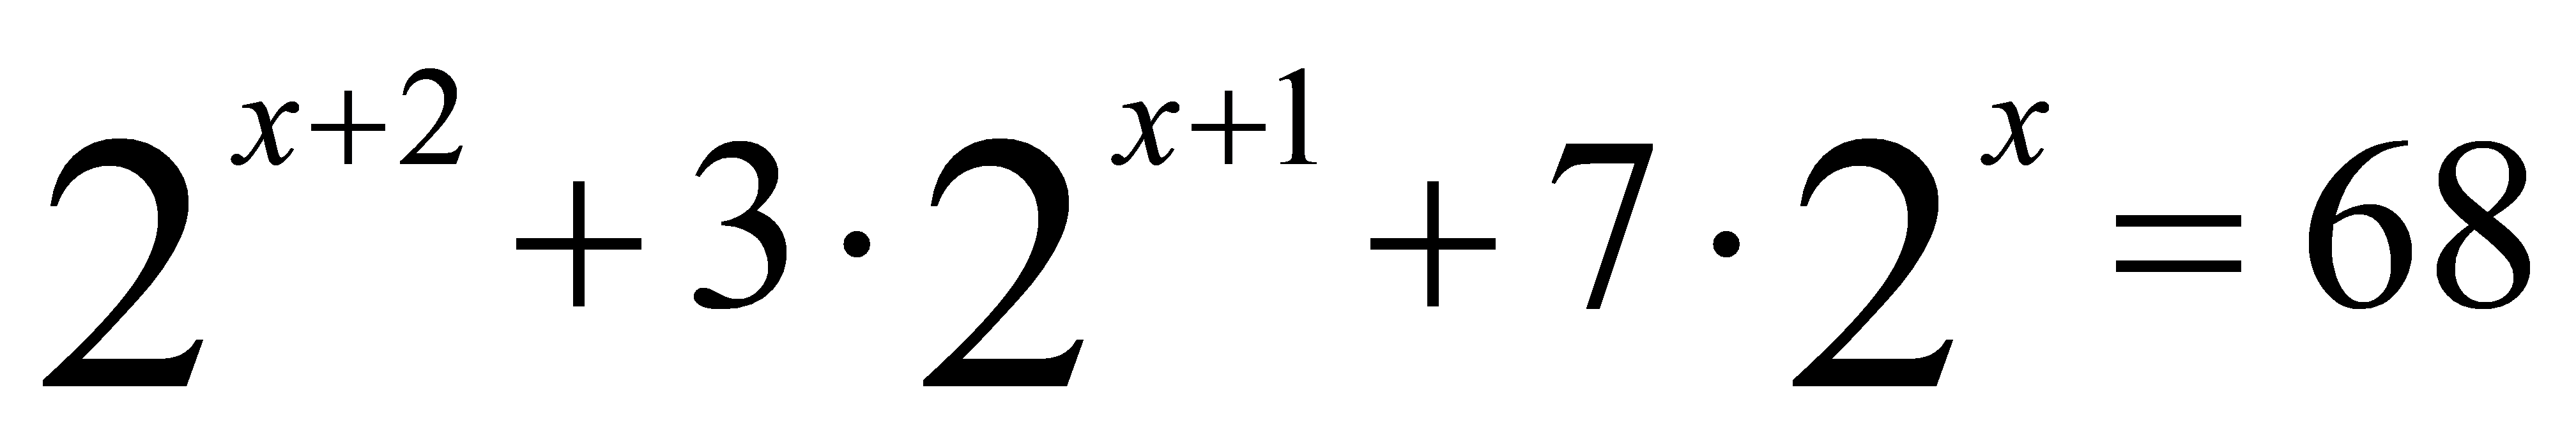 2^{x+2} + 3 · 2^{x+1} + 7 · 2^x = 68